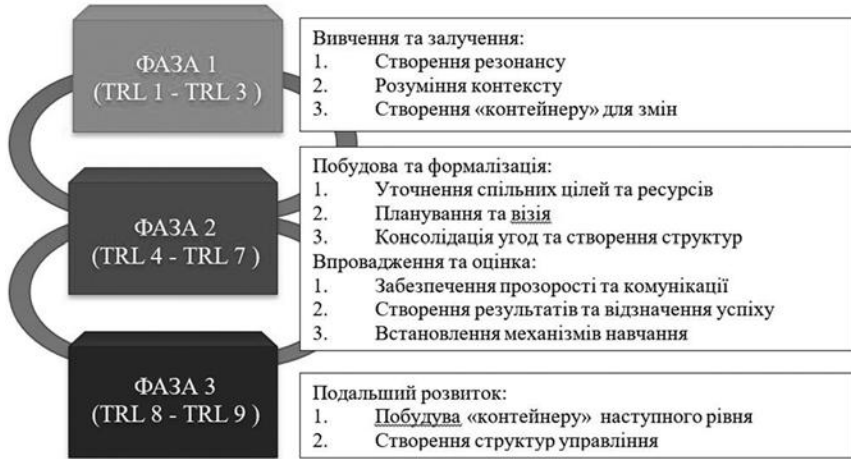 ФАЗА 1
(TRL 1 - TRL 3 )
Вивчення та залучення:
1. Створення резонансу
2. Розуміння контексту
3. Створення «контейнеру» для змін
ФАЗА 2
(TRL 4 - TRL 7 )
Побудова та формалізація:
1. Уточнення спільних цілей та ресурсів
2. Планування та візія
3. Консолідація угод та створення структур
Впровадження та оцінка:
1. Забезпечення прозорості та комунікації
2. Створення результатів та відзначення успіху
3. Встановлення механізмів навчання
ФАЗА 3
(TRL 8 - TRL 9 )
Подальший розвиток:
1. Побудува «контейнеру» наступного рівня
2. Створення структур управління